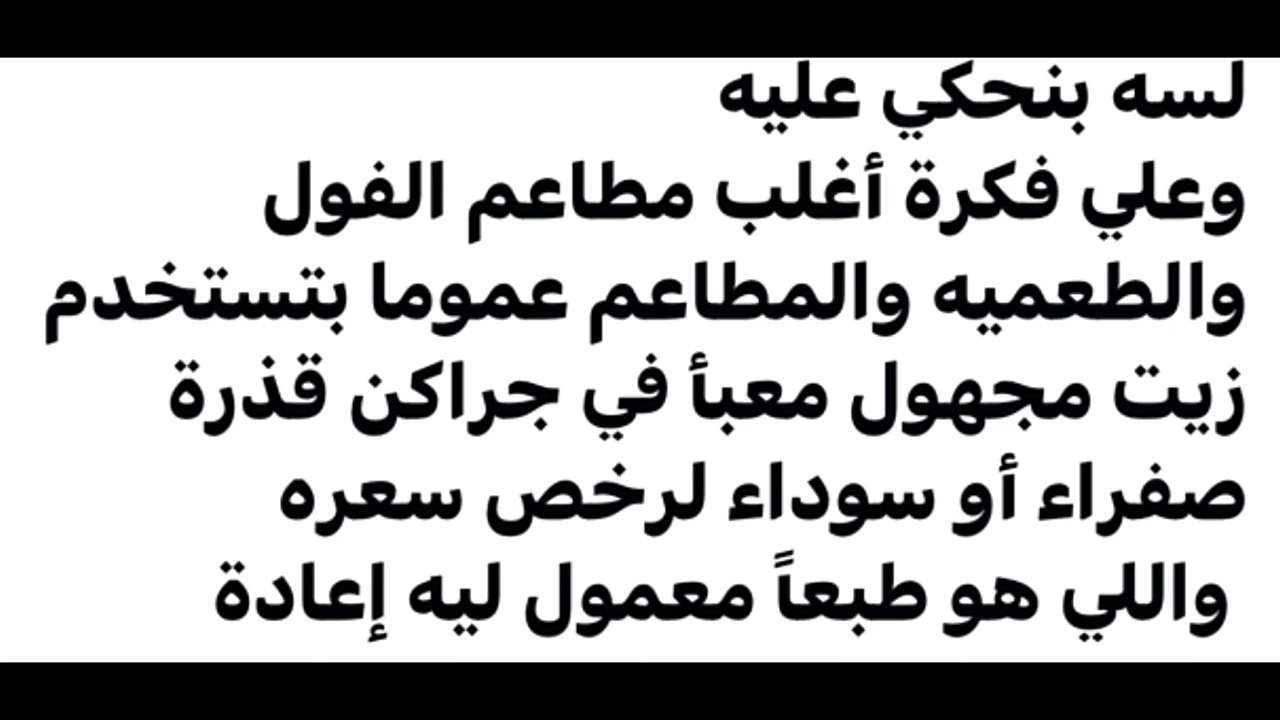 لسه بنحكي عليه
وعلي فكرة أغلب مطاعم الفول
والطعميه والمطاعم عموما بتستخدم
زيت مجهول معبأ في جراكن قذرة
صفراء أو سوداء لرخص سعره
واللي هو طبعاً معمول ليه إعادة